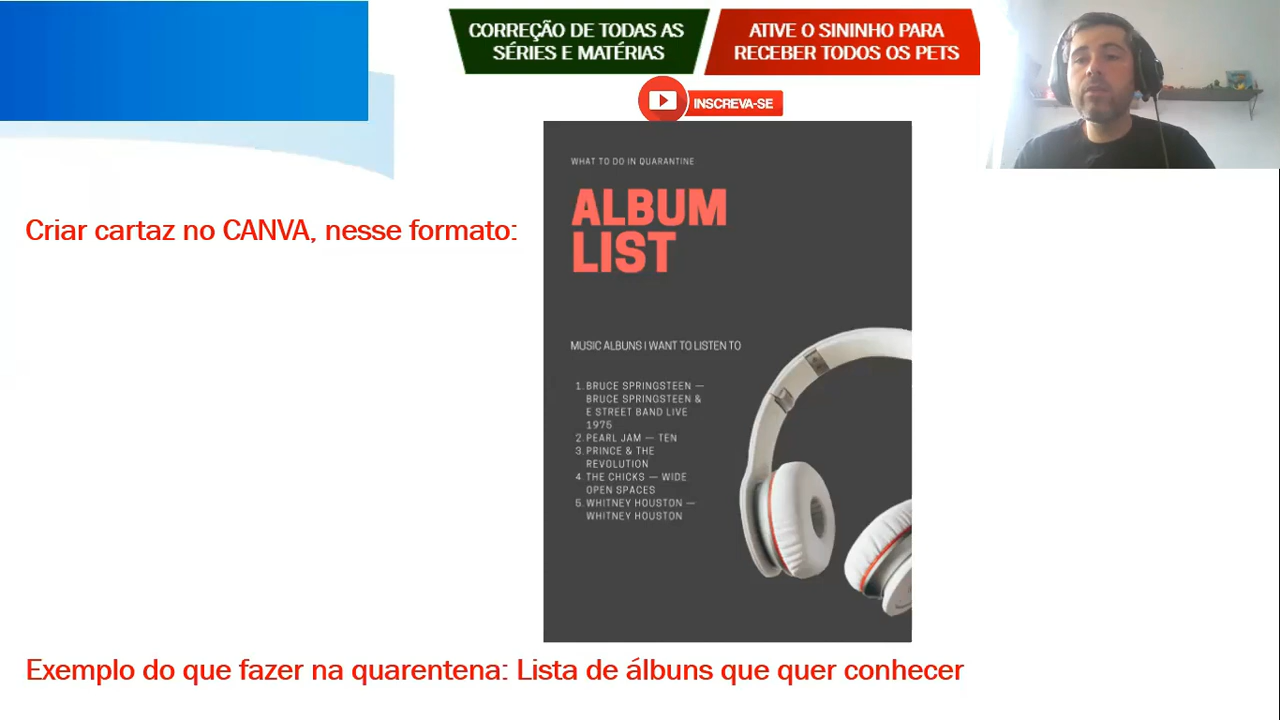 CORREÇÃO DE TODAS AS
SÉRIES E MATÉRIAS
ATIVE O SININHO PARA
RECEBER TODOS OS PETS
INSCREVA-SE
WHAT TO DO IN QUARANTINE
ALBUM
LIST
Criar cartaz no CANVA, nesse formato:
MUSIC ALBUNS I WANT TO LISTEN TO
1. BRUCE SPRINGSTEEN —
BRUCE SPRINGSTEEN &
E STREET BAND LIVE
1975
2. PEARL JAM — TEN
3. PRINCE & THE
REVOLUTION
4 THE CHICKS — WIDE
OPEN SPACES
5. WHITNEY HOUSTON —
WHITNEY HOUSTON
Exemplo do que fazer na quarentena: Lista de álbuns que quer conhecer